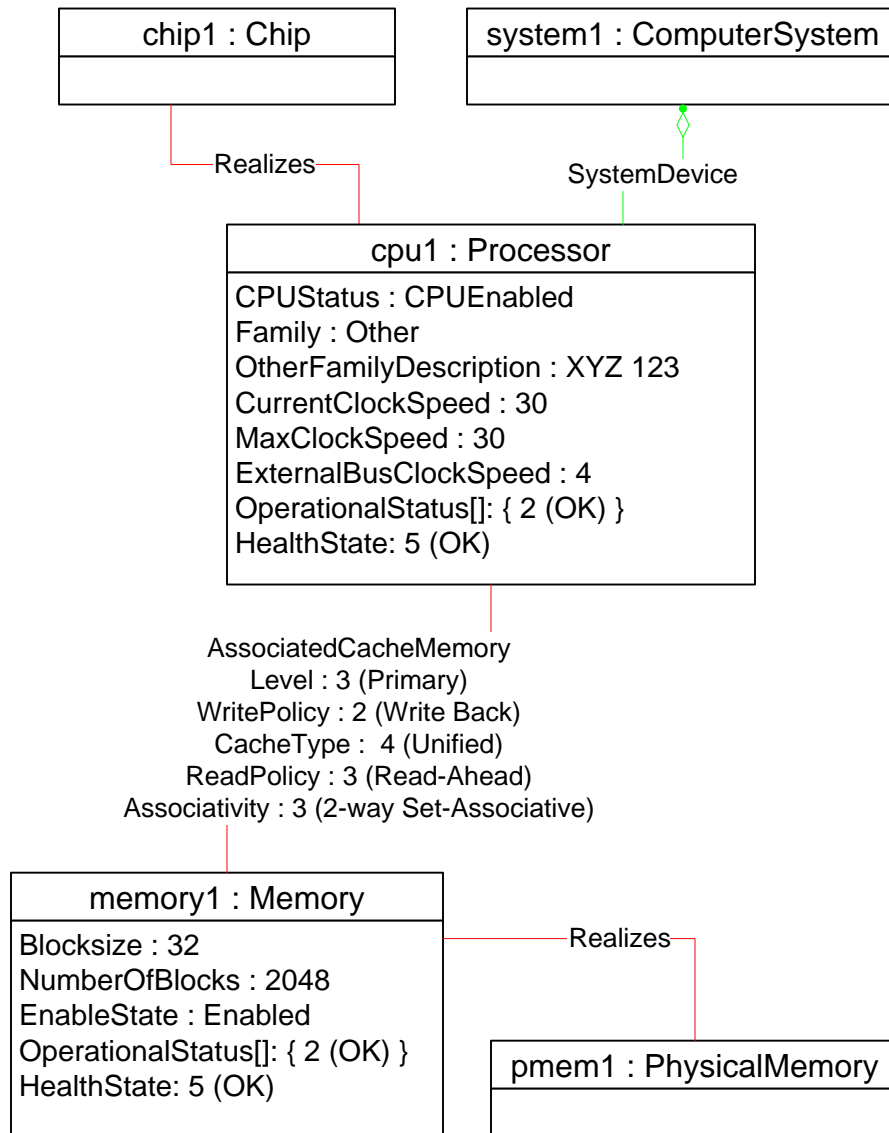 chip1 : Chip
system1 : ComputerSystem
Realizes
SystemDevice
cpu1 : Processor
CPUStatus : CPUEnabled
Family : Other
OtherFamilyDescription : XYZ 123
CurrentClockSpeed : 30
MaxClockSpeed : 30
ExternalBusClockSpeed : 4
OperationalStatus[]: { 2 (OK) }
HealthState: 5 (OK)
AssociatedCacheMemory
Level : 3 (Primary)
WritePolicy : 2 (Write Back)
CacheType :  4 (Unified)
ReadPolicy : 3 (Read-Ahead)
Associativity : 3 (2-way Set-Associative)
memory1 : Memory
Blocksize : 32
NumberOfBlocks : 2048
EnableState : Enabled
OperationalStatus[]: { 2 (OK) }
HealthState: 5 (OK)
Realizes
pmem1 : PhysicalMemory